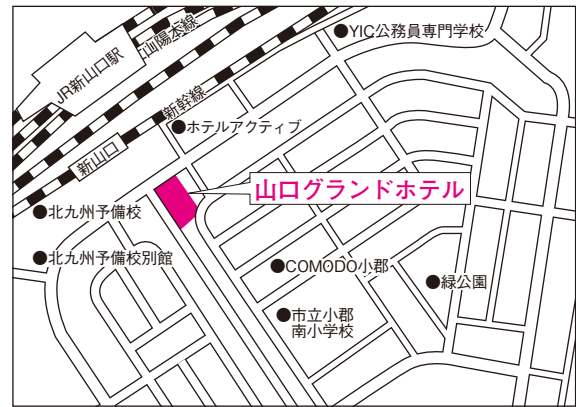 YIC公務員専門学校
山陽本線
JR新山口駅
新幹線
ホテルアクティブ
新山口
山口グランドホテル
北九州予備校
北九州予備校別館
COMODO小郡
緑公園
市立小郡
南小学校